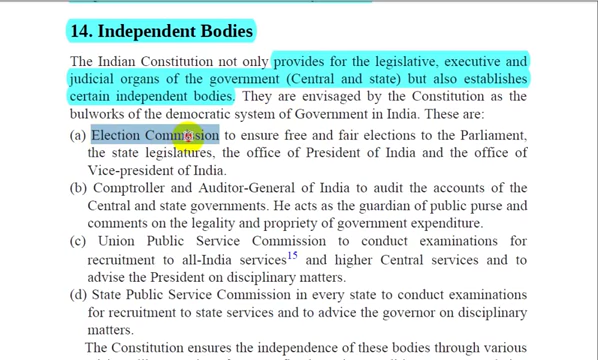 14. Independent Bodies
The Indian Constitution not only provides for the legislative, executive and
judicial organs of the government (Central and state) but also establishes
certain independent bodies. They are envisaged by the Constitution as the
bulworks of the democratic system of Government in India. These are:
(a) Election Commission to ensure free and fair elections to the Parliament,
the state legislatures, the office of President of India and the office of
Vice-president of India.
(b) Comptroller and Auditor-General of India to audit the accounts of the
Central and state governments. He acts as the guardian of public purse and
comments on the legality and propriety of government expenditure.
(c) Union Public Service Commission to conduct examinations for
recruitment to all-India services15 and higher Central services and to
advise the President on disciplinary matters.
(d) State Public Service Commission in every state to conduct examinations
for recruitment to state services and to advice the governor on disciplinary
matters.
The Constitution ensures the independence of these bodies through various